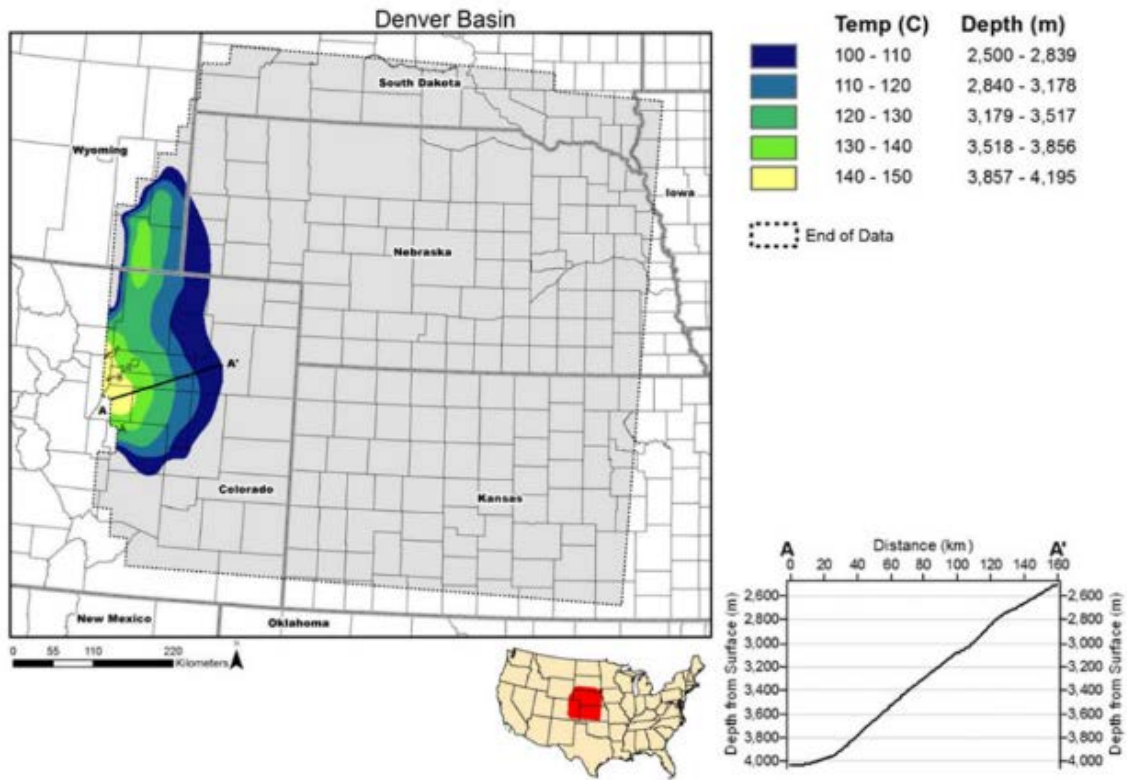 Denver Basin
Temp (C) Depth (m)
100 - 110 2,500 - 2,839
110 - 120 2,840 - 3,178
120 - 130 3,179 - 3,517
130 - 140 3,518 - 3,856
140 - 150 3,857 - 4,195
End of Data
South Dakota
Wyoming
Iowa
Nebraska
A'
A
Colorado
Kansas
New Mexico
Oklahoma
0 55 110 220
Kilometers
A Distance (km) A'
0 20 40 60 80 100 120 140 160
Depth from Surface (m)
2,600
2,800
3,000
3,200
3,400
3,600
3,800
4,000
2,600
2,800
3,000
3,200
3,400
3,600
3,800
4,000
Depth from Surface (m)